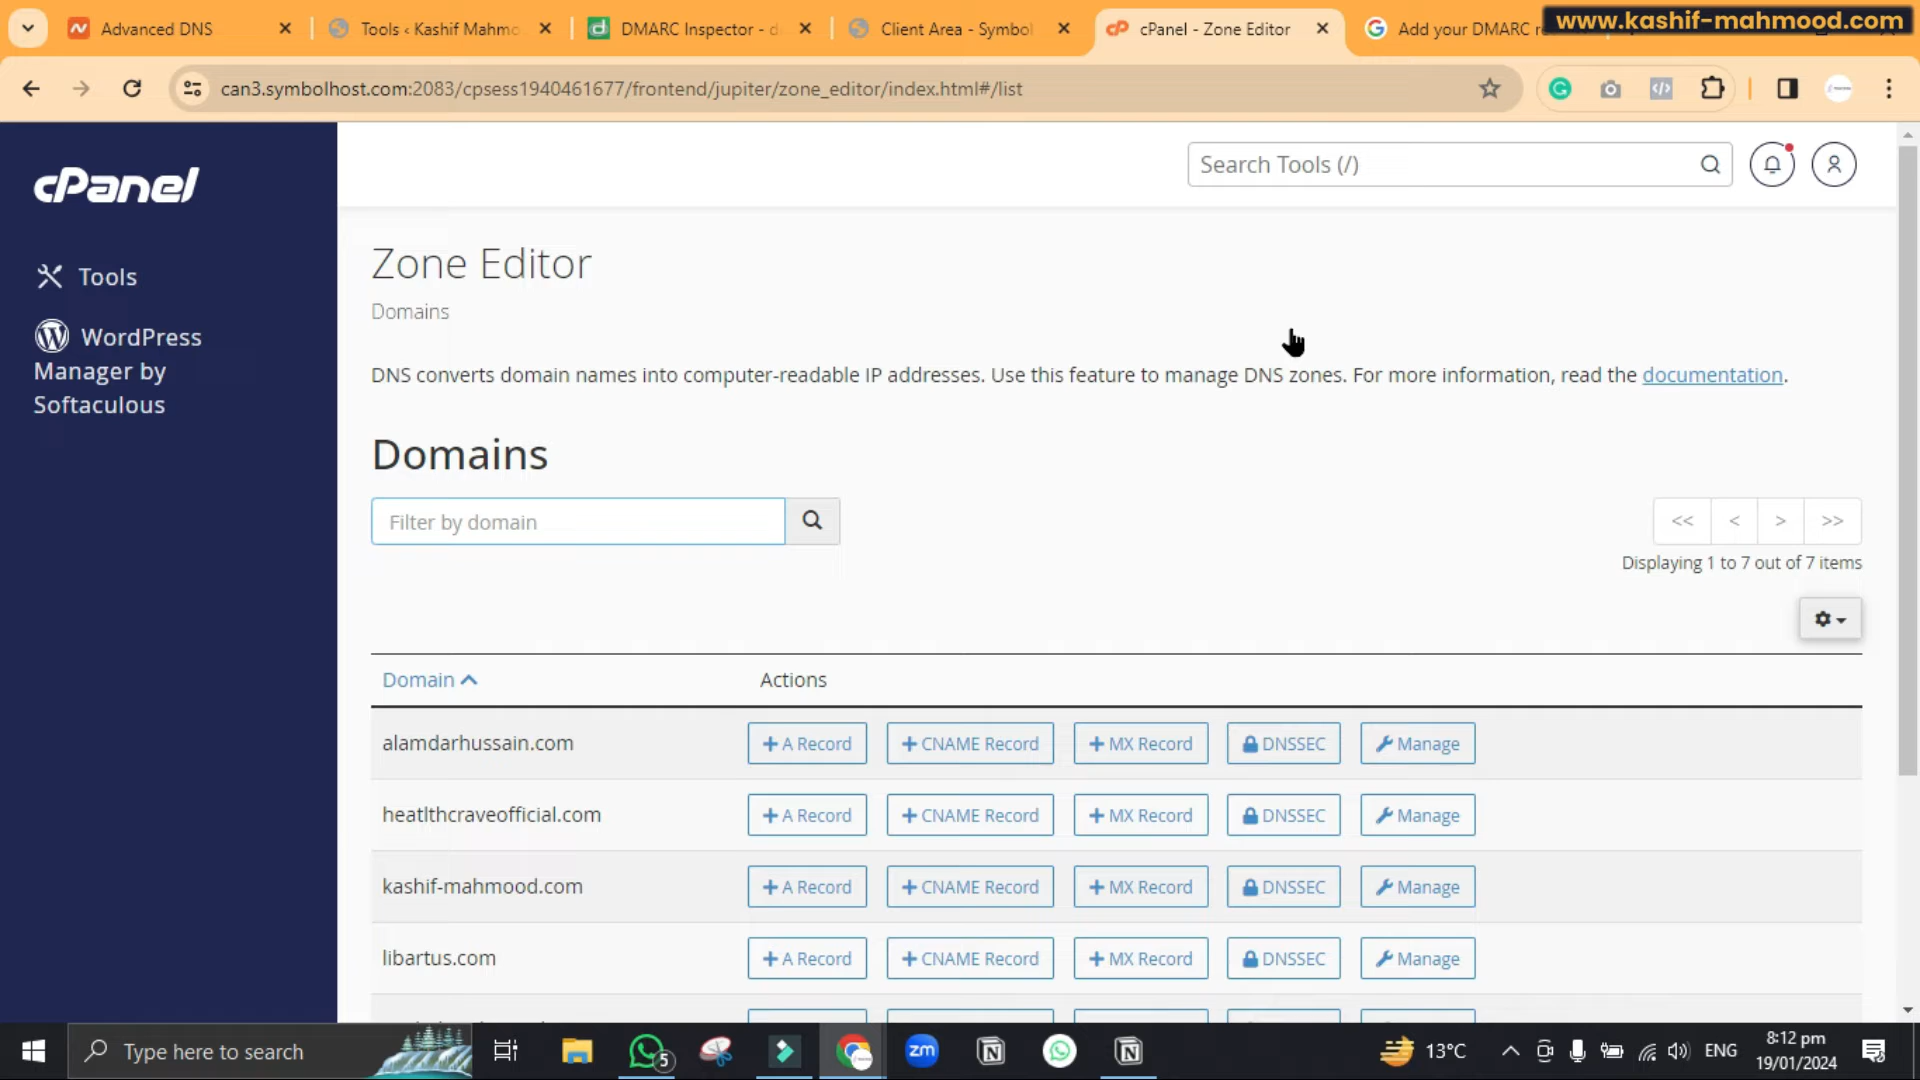 Advanced DNS
Tools ‹ Kashif Mahmo
DMARC Inspector - d
Client Area - Symbol
cPanel - Zone Editor
Add your DMARC re
www.kashif-mahmood.com
can3.symbolhost.com:2083/cpsess1940461677/frontend/jupiter/zone_editor/index.html#/list
cPanel
Search Tools (/)
Tools
WordPress
Manager by
Softaculous
Zone Editor
Domains
DNS converts domain names into computer-readable IP addresses. Use this feature to manage DNS zones. For more information, read the documentation.
Domains
Filter by domain
<< < > >>
Displaying 1 to 7 out of 7 items
Domain Actions
alamdarhussain.com + A Record + CNAME Record + MX Record DNSSEC Manage
heatlthcraveofficial.com + A Record + CNAME Record + MX Record DNSSEC Manage
kashif-mahmood.com + A Record + CNAME Record + MX Record DNSSEC Manage
libartus.com + A Record + CNAME Record + MX Record DNSSEC Manage
Type here to search
5
zm
13°C
ENG
8:12 pm
19/01/2024